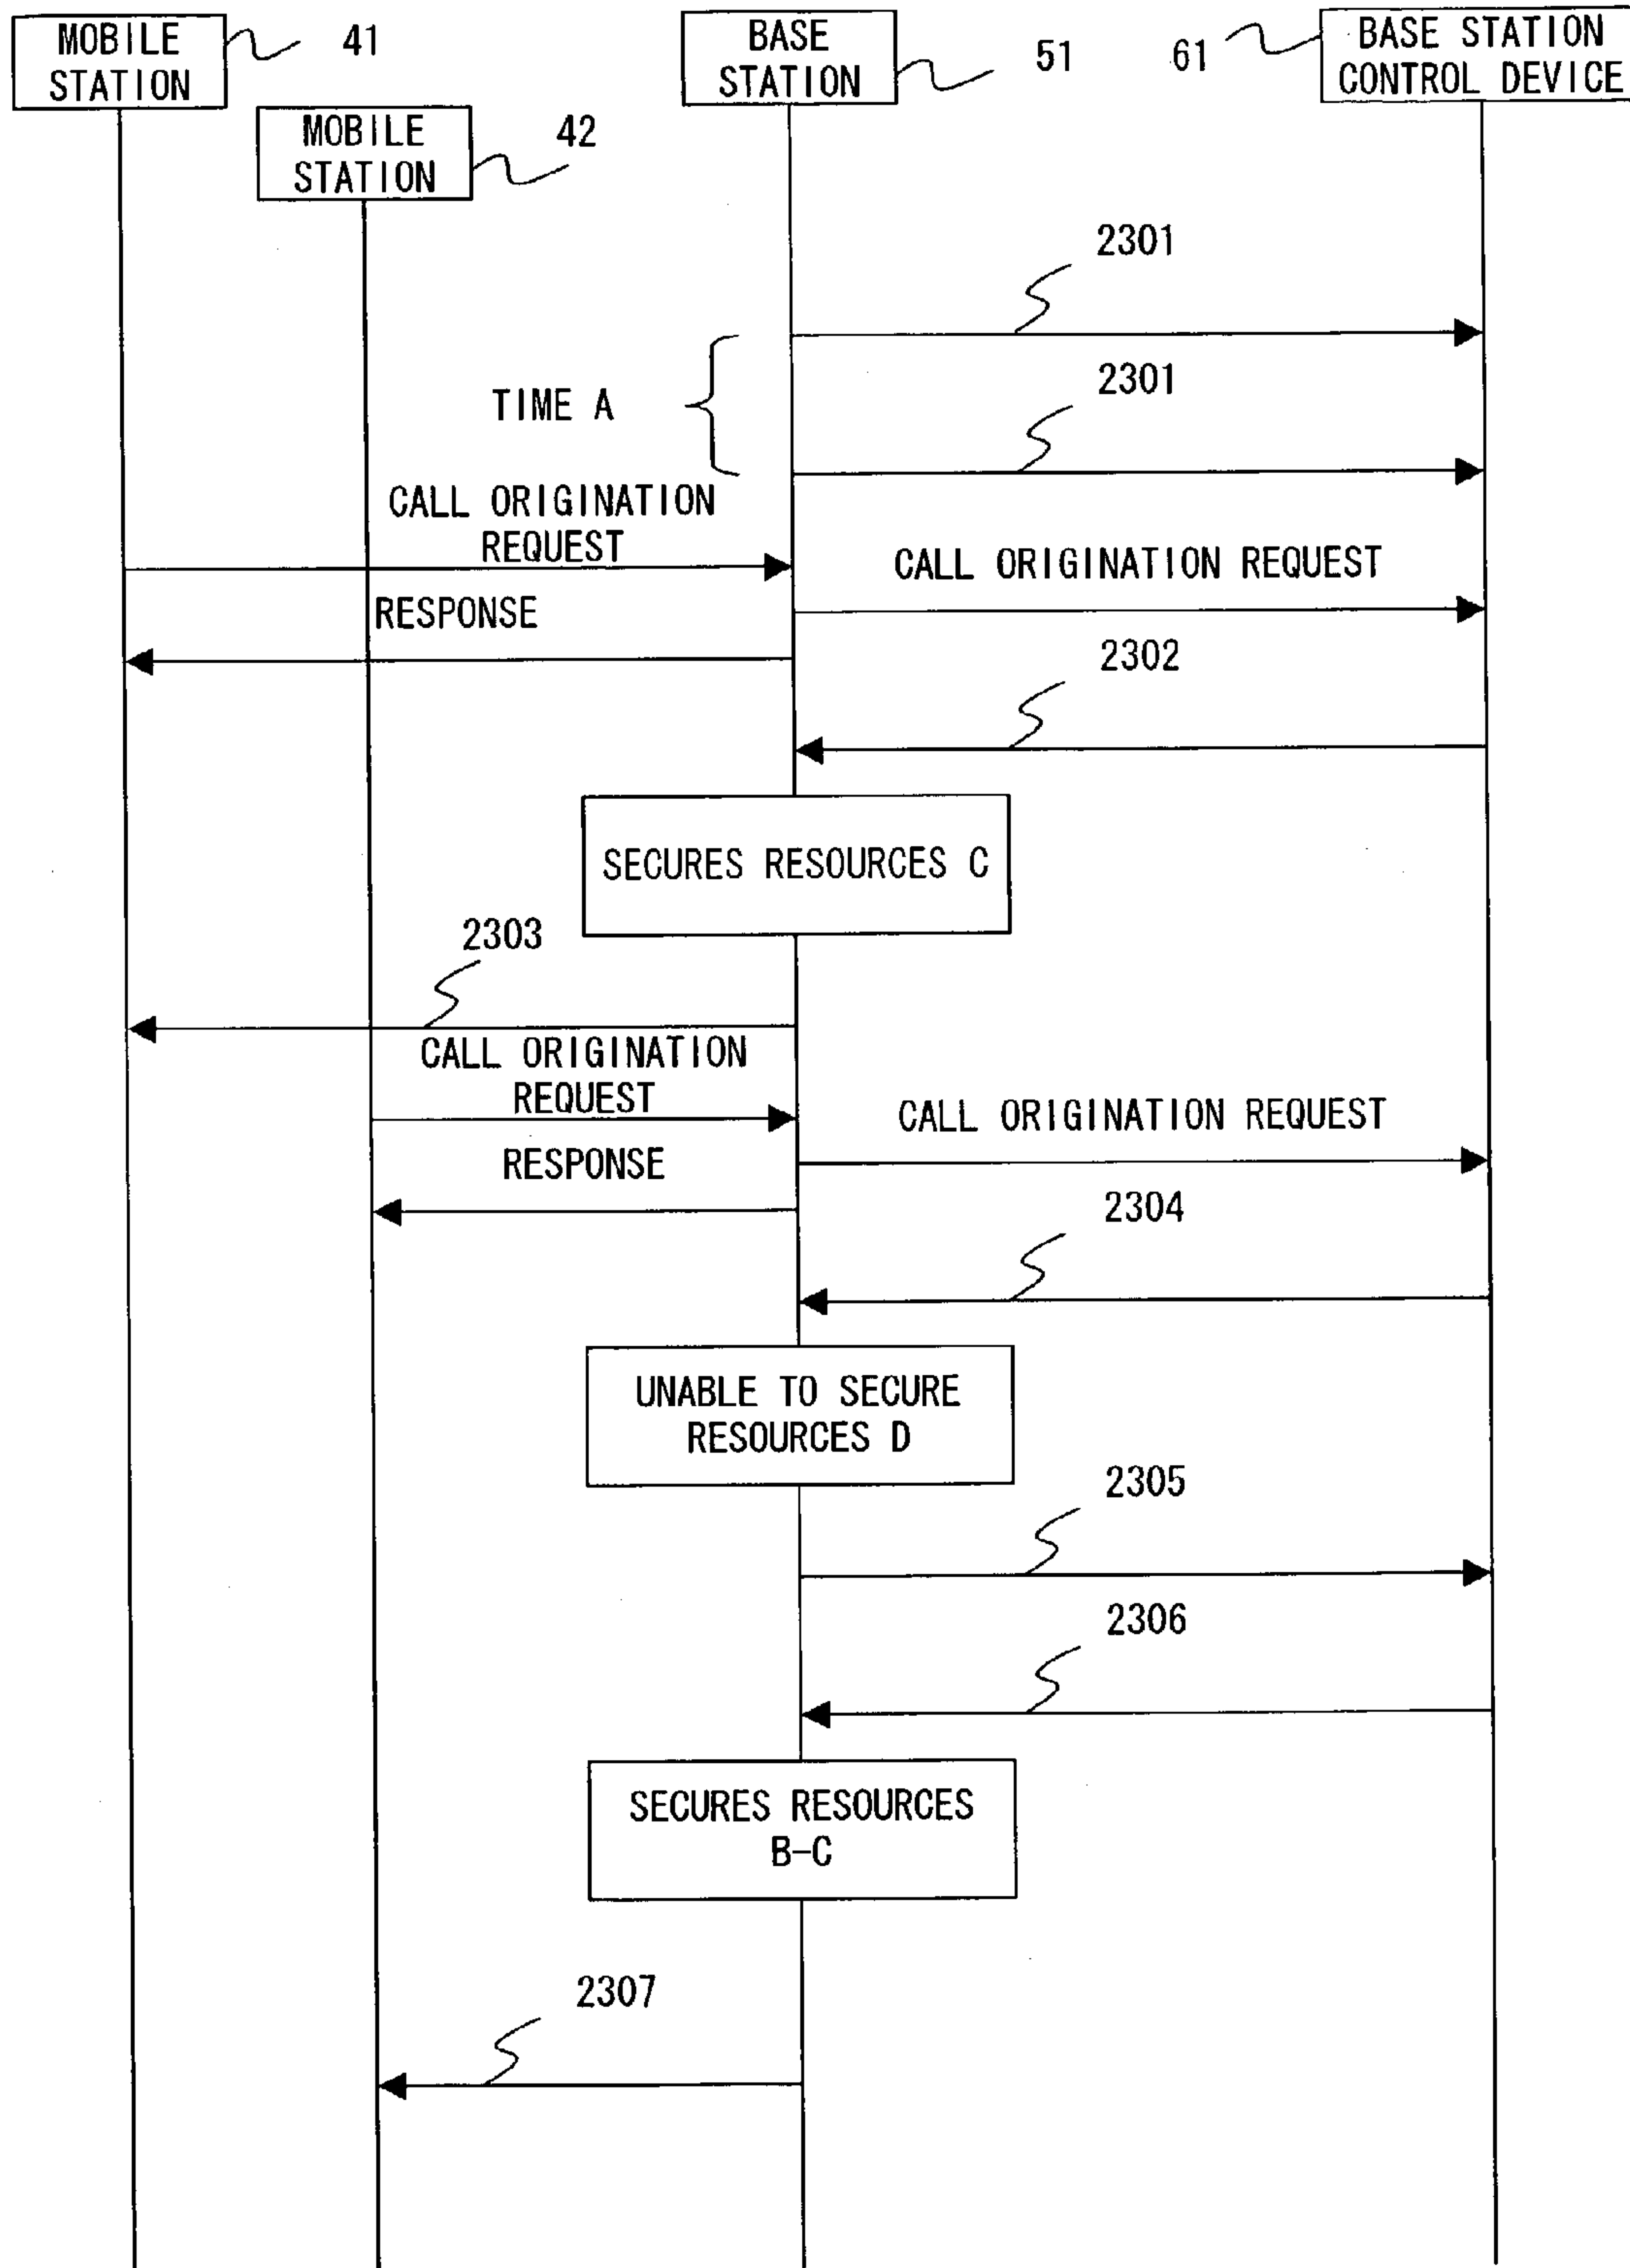 MOBILE
STATION
41
BASE
STATION
51
61
BASE STATION
CONTROL DEVICE
MOBILE
STATION
42
2301
TIME A
2301
CALL ORIGINATION
REQUEST
CALL ORIGINATION REQUEST
RESPONSE
2302
SECURES RESOURCES C
2303
CALL ORIGINATION
REQUEST
CALL ORIGINATION REQUEST
RESPONSE
2304
UNABLE TO SECURE
RESOURCES D
2305
2306
SECURES RESOURCES
B-C
2307